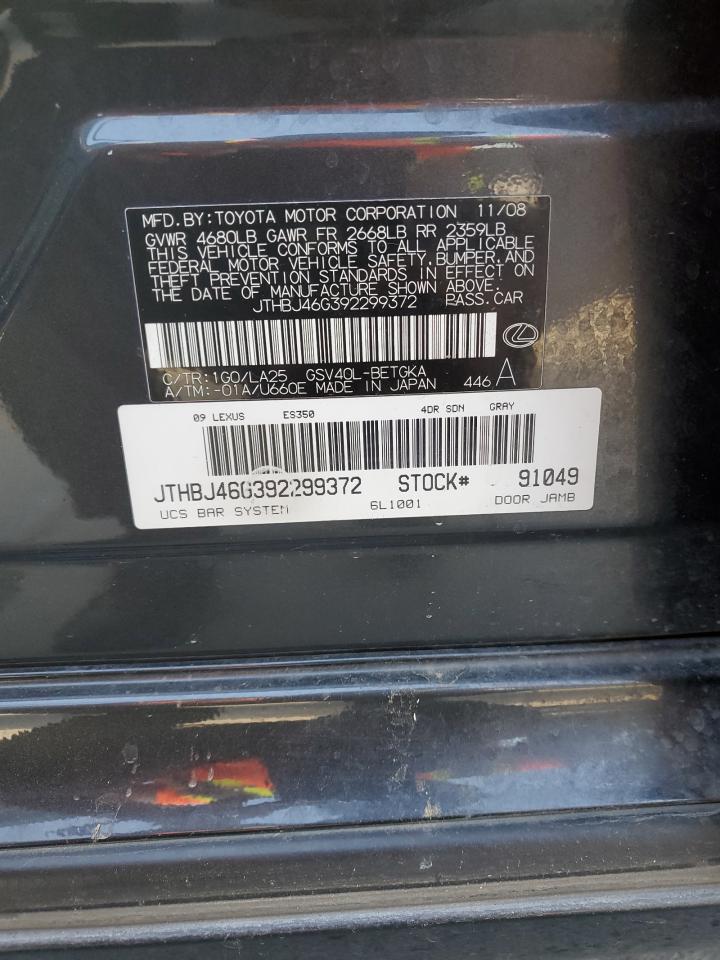 MFD.BY:TOYOTA MOTOR CORPORATION 11/08
GVWR 4680LB GAWR FR 2668LB RR 2359LB
THIS VEHICLE CONFORMS TO ALL APPLICABLE
FEDERAL MOTOR VEHICLE SAFETY,BUMPER,AND
THEFT PREVENTION STANDARDS IN EFFECT ON
THE DATE OF MANUFACTURE SHOWN ABOVE.
JTHBJ46G392299372 PASS.CAR
C/TR:1G0/LA25 GSV40L-BETGKA
A/TM:-01A/U660E MADE IN JAPAN 446 A
09 LEXUS ES350 4DR SDN GRAY
JTHBJ46G392299372 STOCK# 91049
UCS BAR SYSTEM 6L1001 DOOR JAMB